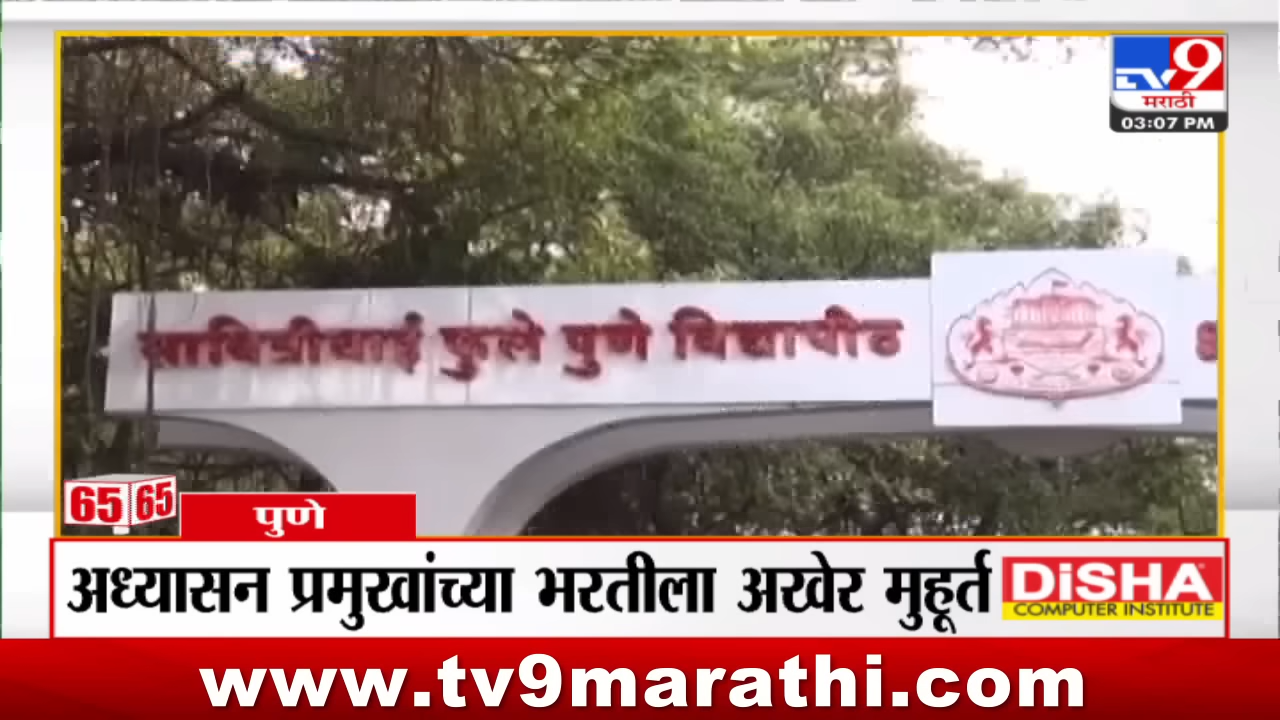 TV9
मराठी
03:07 PM
सावित्रीबाई फुले पुणे विद्यापीठ
65 65
पुणे
अध्यासन प्रमुखांच्या भरतीला अखेर मुहूर्त
DiSHA
COMPUTER INSTITUTE
www.tv9marathi.com